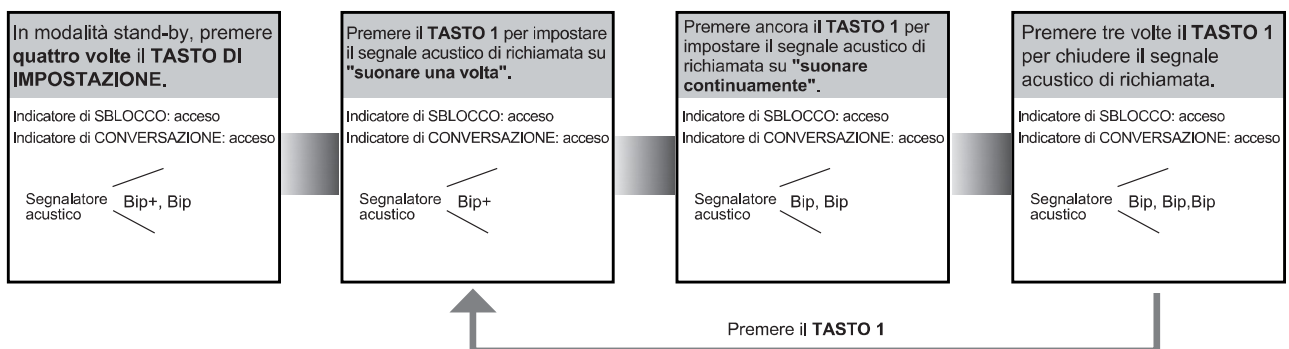 In modalità stand-by, premere
quattro volte il TASTO DI
IMPOSTAZIONE.
Indicatore di SBLOCCO: acceso
Indicatore di CONVERSAZIONE: acceso
Segnalatore
acustico
Bip+, Bip
Premere il TASTO 1 per impostare
il segnale acustico di richiamata su
"suonare una volta".
Indicatore di SBLOCCO: acceso
Indicatore di CONVERSAZIONE: acceso
Segnalatore
acustico
Bip+
Premere ancora il TASTO 1 per
impostare il segnale acustico di
richiamata su "suonare
continuamente".
Indicatore di SBLOCCO: acceso
Indicatore di CONVERSAZIONE: acceso
Segnalatore
acustico
Bip, Bip
Premere tre volte il TASTO 1
per chiudere il segnale
acustico di richiamata.
Indicatore di SBLOCCO: acceso
Indicatore di CONVERSAZIONE: acceso
Segnalatore
acustico
Bip, Bip,Bip
Premere il TASTO 1